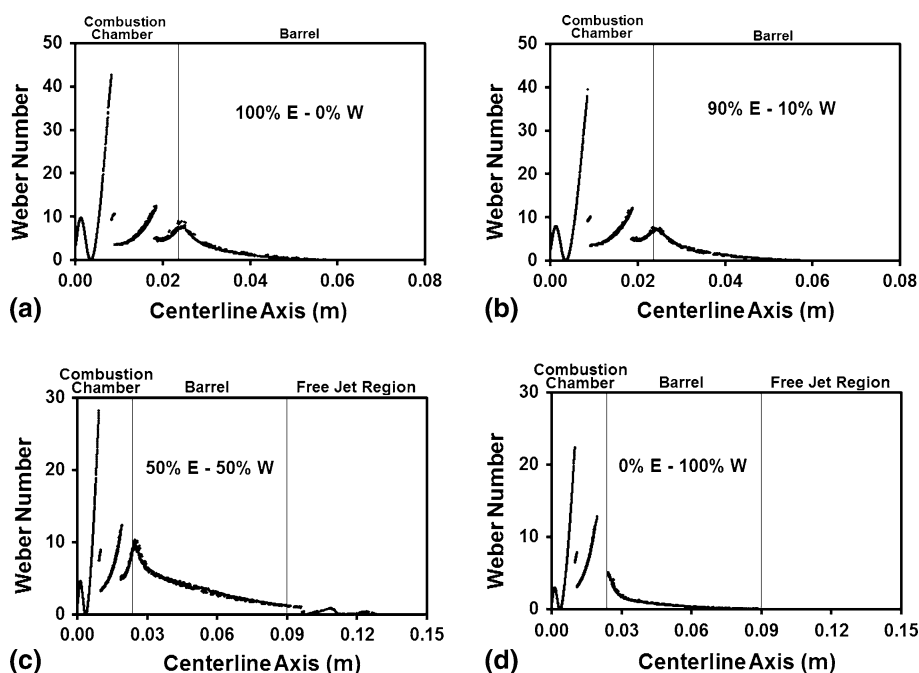 Combustion
Chamber
Barrel
50
40
30
20
10
0
Weber Number
100% E - 0% W
0.00
0.02
0.04
0.06
0.08
Centerline Axis (m)
(a)
Combustion
Chamber
Barrel
50
40
30
20
10
0
Weber Number
90% E - 10% W
0.00
0.02
0.04
0.06
0.08
Centerline Axis (m)
(b)
Combustion
Chamber
Barrel
Free Jet Region
30
20
10
0
Weber Number
50% E - 50% W
0.00
0.03
0.06
0.09
0.12
0.15
Centerline Axis (m)
(c)
Combustion
Chamber
Barrel
Free Jet Region
30
20
10
0
Weber Number
0% E - 100% W
0.00
0.03
0.06
0.09
0.12
0.15
Centerline Axis (m)
(d)